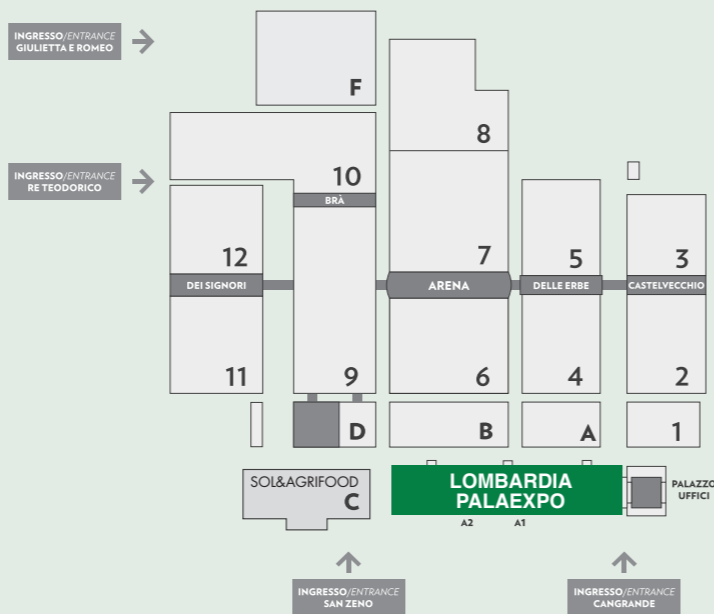 INGRESSO/ENTRANCE
GIULIETTA E ROMEO
F
8
INGRESSO/ENTRANCE
RE TEODORICO
10
BRÀ
12
7
5
3
DEI SIGNORI
ARENA
DELLE ERBE
CASTELVECCHIO
11
9
6
4
2
D
B
A
1
SOL&AGRIFOOD
C
LOMBARDIA
PALAEXPO
PALAZZO
UFFICI
A2
A1
INGRESSO/ENTRANCE
SAN ZENO
INGRESSO/ENTRANCE
CANGRANDE